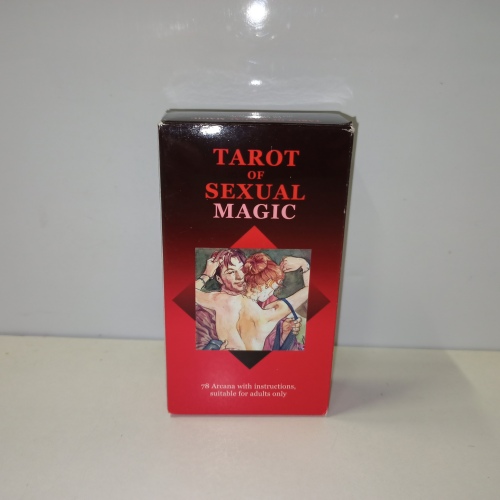 TAROT
OF
SEXUAL
MAGIC
78 Arcana with instructions,
suitable for adults only